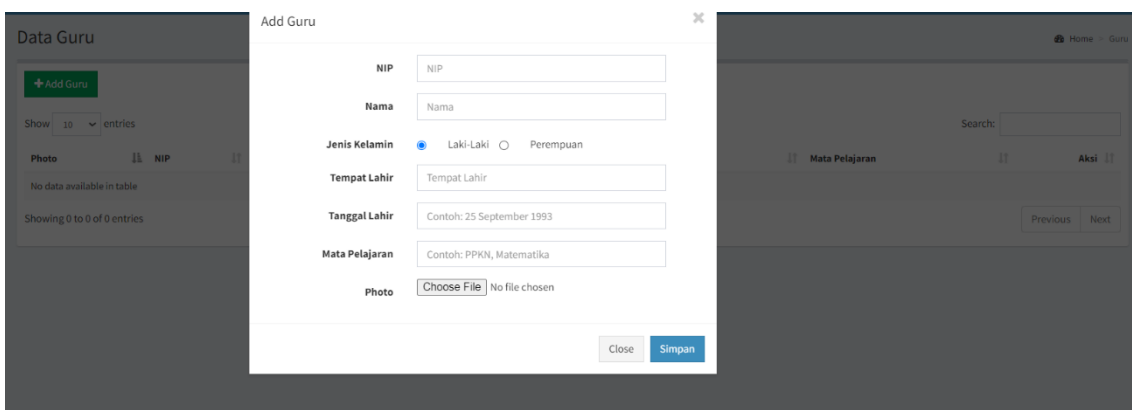 Add Guru
Data Guru
Home > Guru
NIP
NIP
Add Guru
Nama
Nama
Show 10 entries
Search:
Jenis Kelamin Laki-Laki Perempuan
Photo NIP Mata Pelajaran Aksi
Tempat Lahir
Tempat Lahir
No data available in table
Showing 0 to 0 of 0 entries
Tanggal Lahir
Contoh: 25 September 1993
Previous Next
Mata Pelajaran
Contoh: PPKN, Matematika
Photo
Choose File No file chosen
Close Simpan